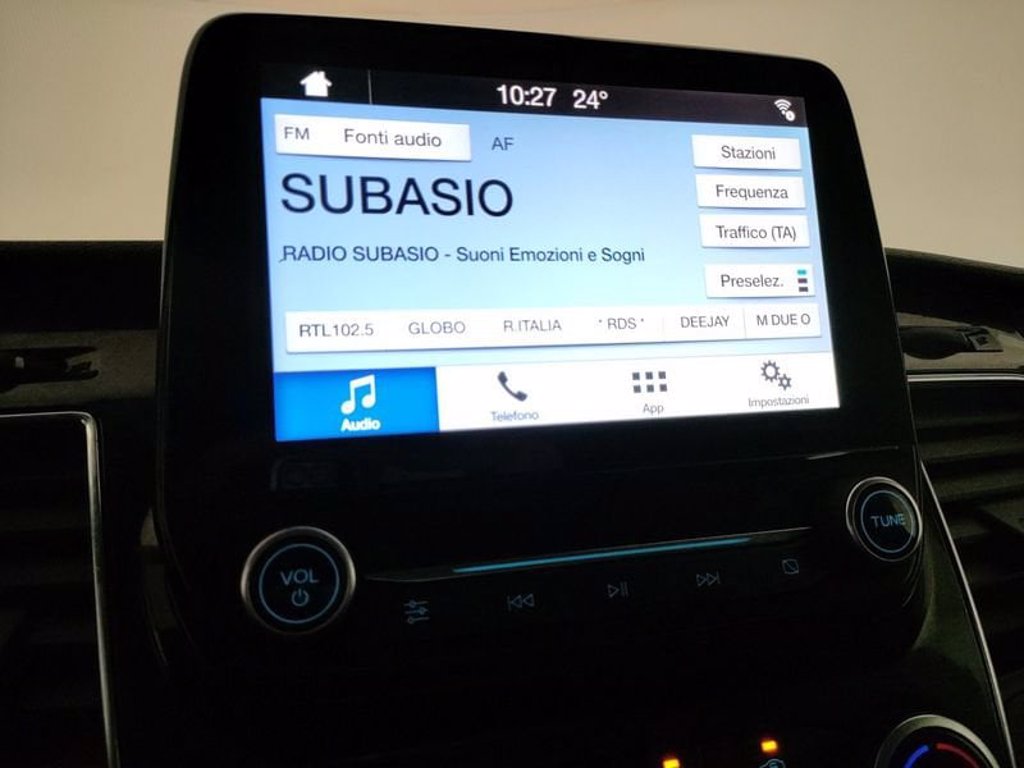 10:27 24°
FM Fonti audio AF
Stazioni
SUBASIO
Frequenza
Traffico (TA)
RADIO SUBASIO - Suoni Emozioni e Sogni
Preselez.
RTL102.5 GLOBO R.ITALIA * RDS * DEEJAY M DUE O
Audio Telefono App Impostazioni
TUNE
VOL